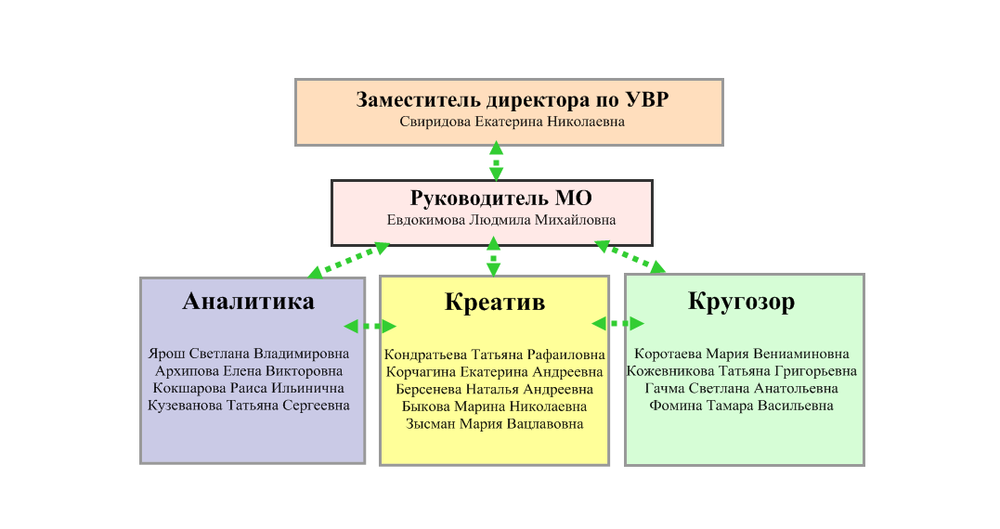 Заместитель директора по УВР
Свиридова Екатерина Николаевна
Руководитель МО
Евдокимова Людмила Михайловна
Аналитика
Ярош Светлана Владимировна
Архипова Елена Викторовна
Кокшарова Раиса Ильинична
Кузеванова Татьяна Сергеевна
Креатив
Кондратьева Татьяна Рафаиловна
Корчагина Екатерина Андреевна
Берсенева Наталья Андреевна
Быкова Марина Николаевна
Зысман Мария Вацлавовна
Кругозор
Коротаева Мария Вениаминовна
Кожевникова Татьяна Григорьевна
Гачма Светлана Анатольевна
Фомина Тамара Васильевна